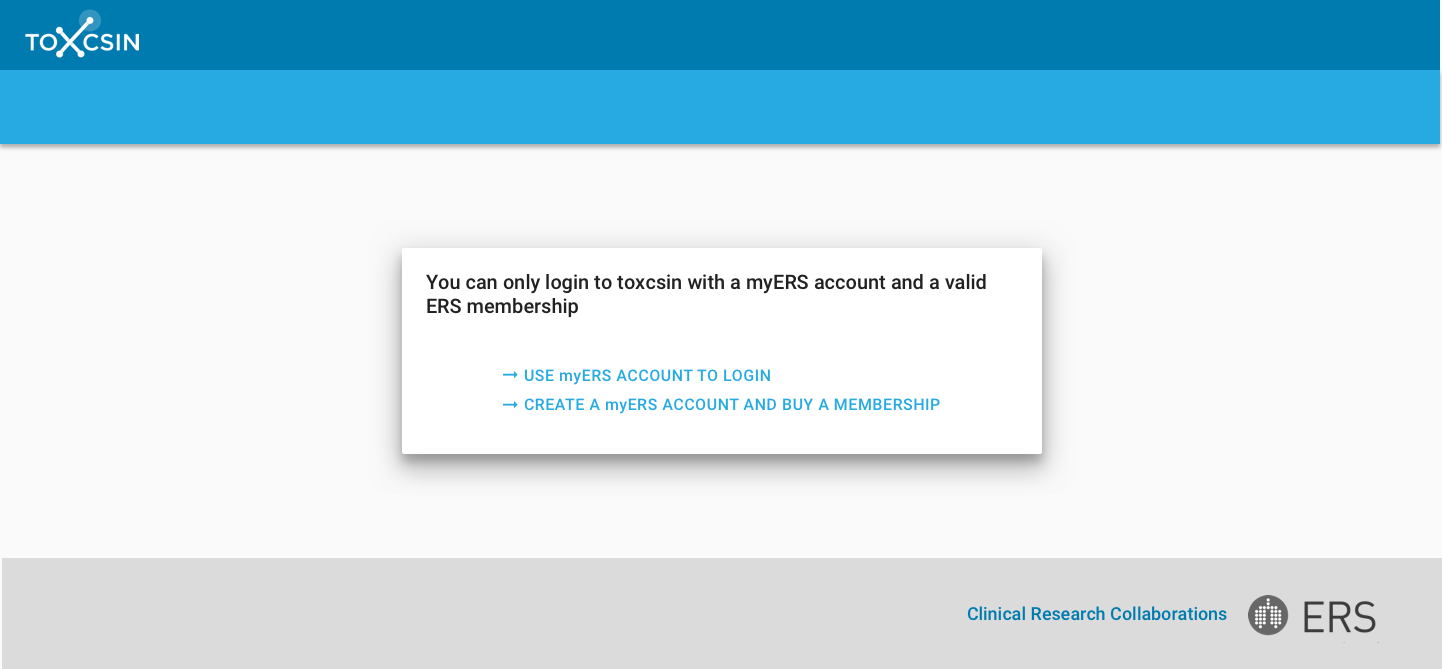 TOXCSIN
You can only login to toxcsin with a myERS account and a valid
ERS membership
→ USE myERS ACCOUNT TO LOGIN
→ CREATE A myERS ACCOUNT AND BUY A MEMBERSHIP
Clinical Research Collaborations
ERS